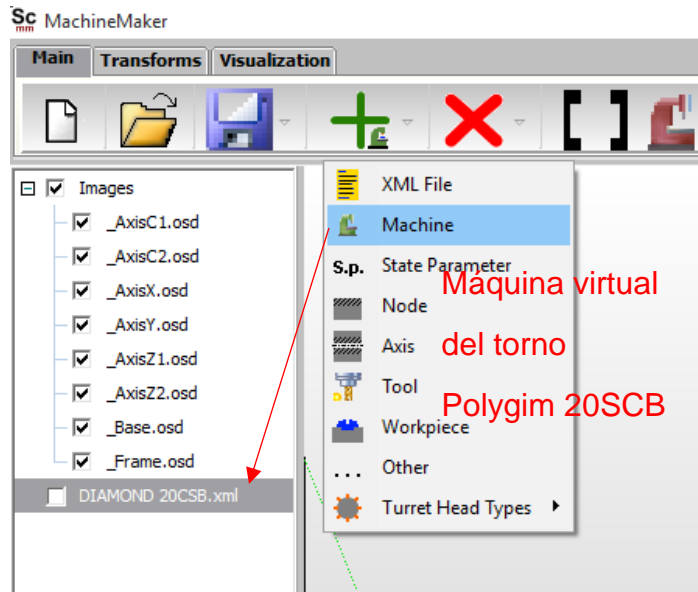 Sc mm MachineMaker
Main Transforms Visualization
Images
_AxisC1.osd
_AxisC2.osd
_AxisX.osd
_AxisY.osd
_AxisZ1.osd
_AxisZ2.osd
_Base.osd
_Frame.osd
DIAMOND 20CSB.xml
XML File
Machine
S.p. State Parameter
Node
Axis
Tool
Workpiece
... Other
Turret Head Types
Máquina virtual
del torno
Polygim 20SCB